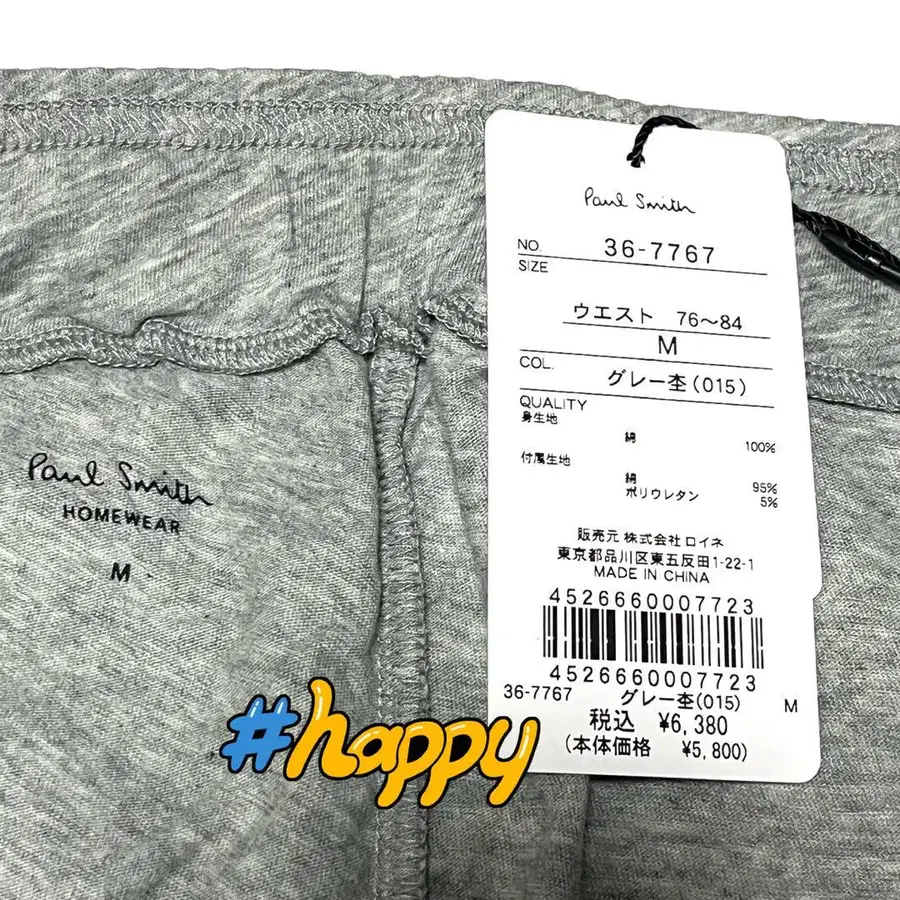 Paul Smith
HOMEWEAR
M
Paul Smith
NO. 36-7767
SIZE
ウエスト 76〜84
M
COL. グレー杢(015)
QUALITY
身生地
綿 100%
付属生地
綿 95%
ポリウレタン 5%
販売元 株式会社 ロイネ
東京都品川区東五反田1-22-1
MADE IN CHINA
4526660007723
4526660007723
36-7767 グレー杢(015) M
税込 ¥6,380
(本体価格 ¥5,800)
#happy